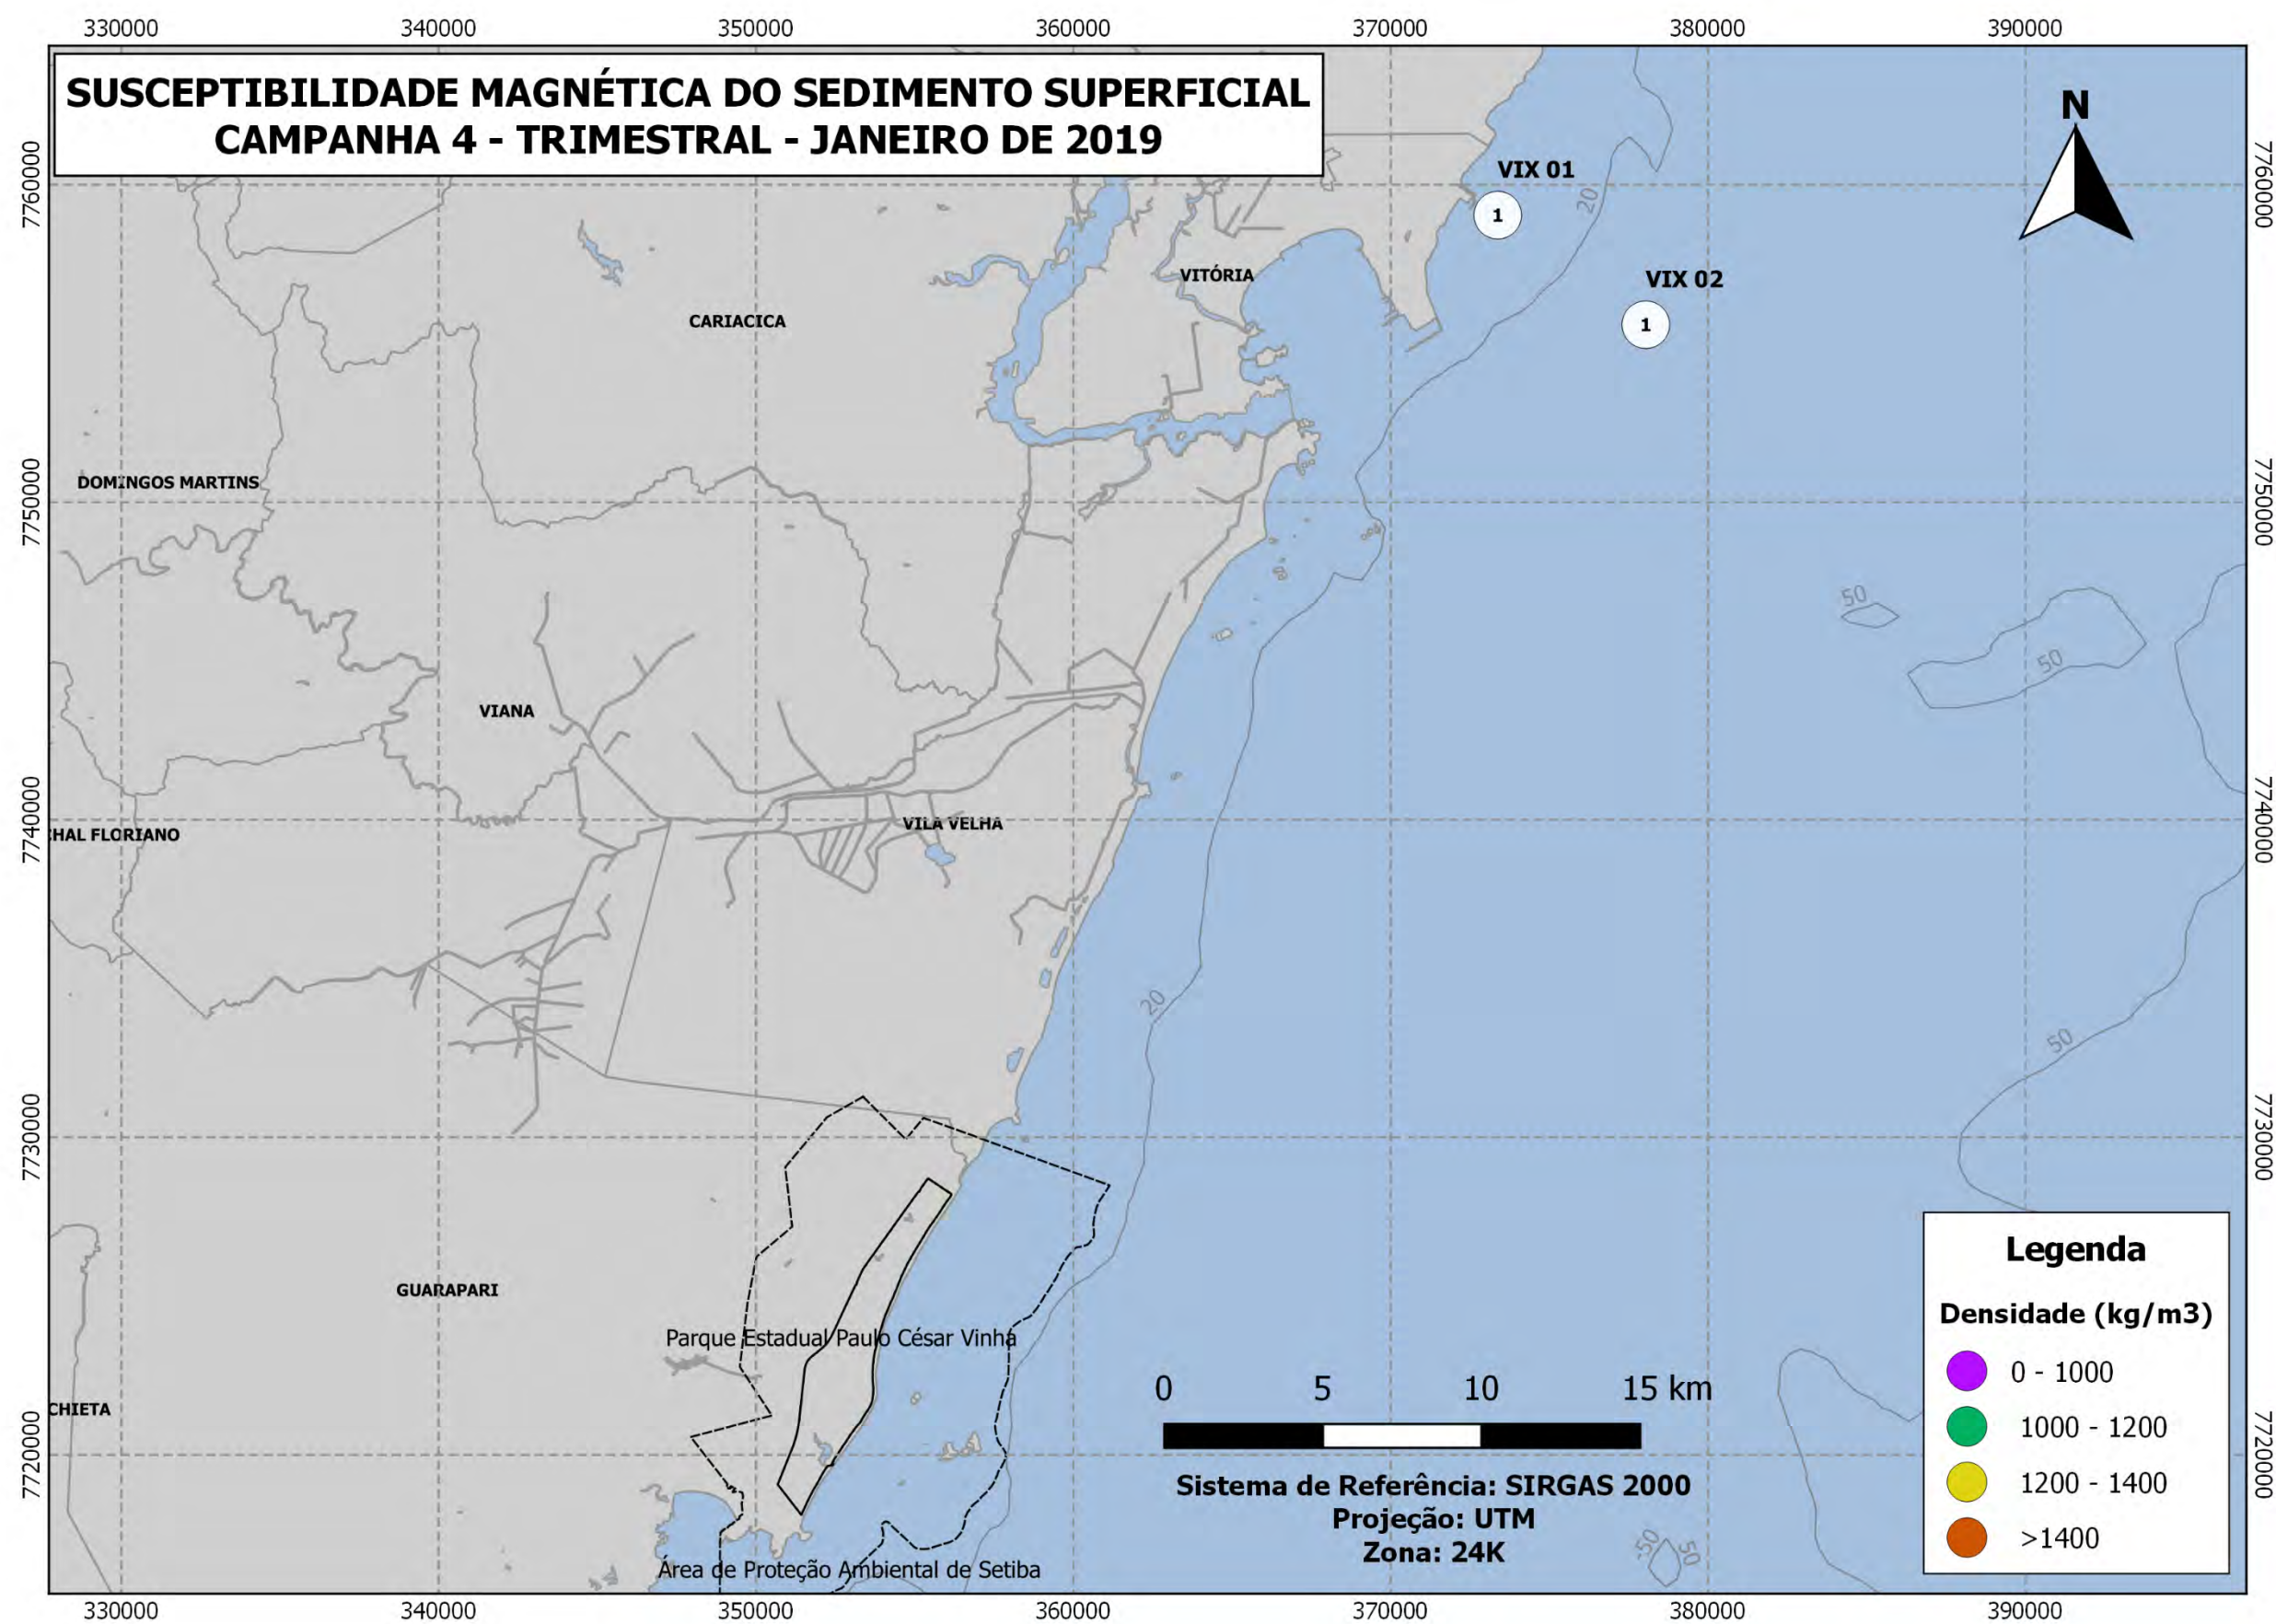 330000 340000 350000 360000 370000 380000 390000
SUSCEPTIBILIDADE MAGNÉTICA DO SEDIMENTO SUPERFICIAL
CAMPANHA 4 - TRIMESTRAL - JANEIRO DE 2019
N
7760000
7760000
VIX 01
1
20
VITÓRIA
VIX 02
1
CARIACICA
DOMINGOS MARTINS
7750000
7750000
50
50
VIANA
7740000
7740000
HAL FLORIANO
VILA VELHA
20
50
7730000
7730000
GUARAPARI
Parque Estadual Paulo César Vinha
CHIETA
7720000
7720000
0 5 10 15 km
Sistema de Referência: SIRGAS 2000
Projeção: UTM
Zona: 24K
-50
50
Área de Proteção Ambiental de Setiba
Legenda
Densidade (kg/m3)
0 - 1000
1000 - 1200
1200 - 1400
>1400
330000 340000 350000 360000 370000 380000 390000